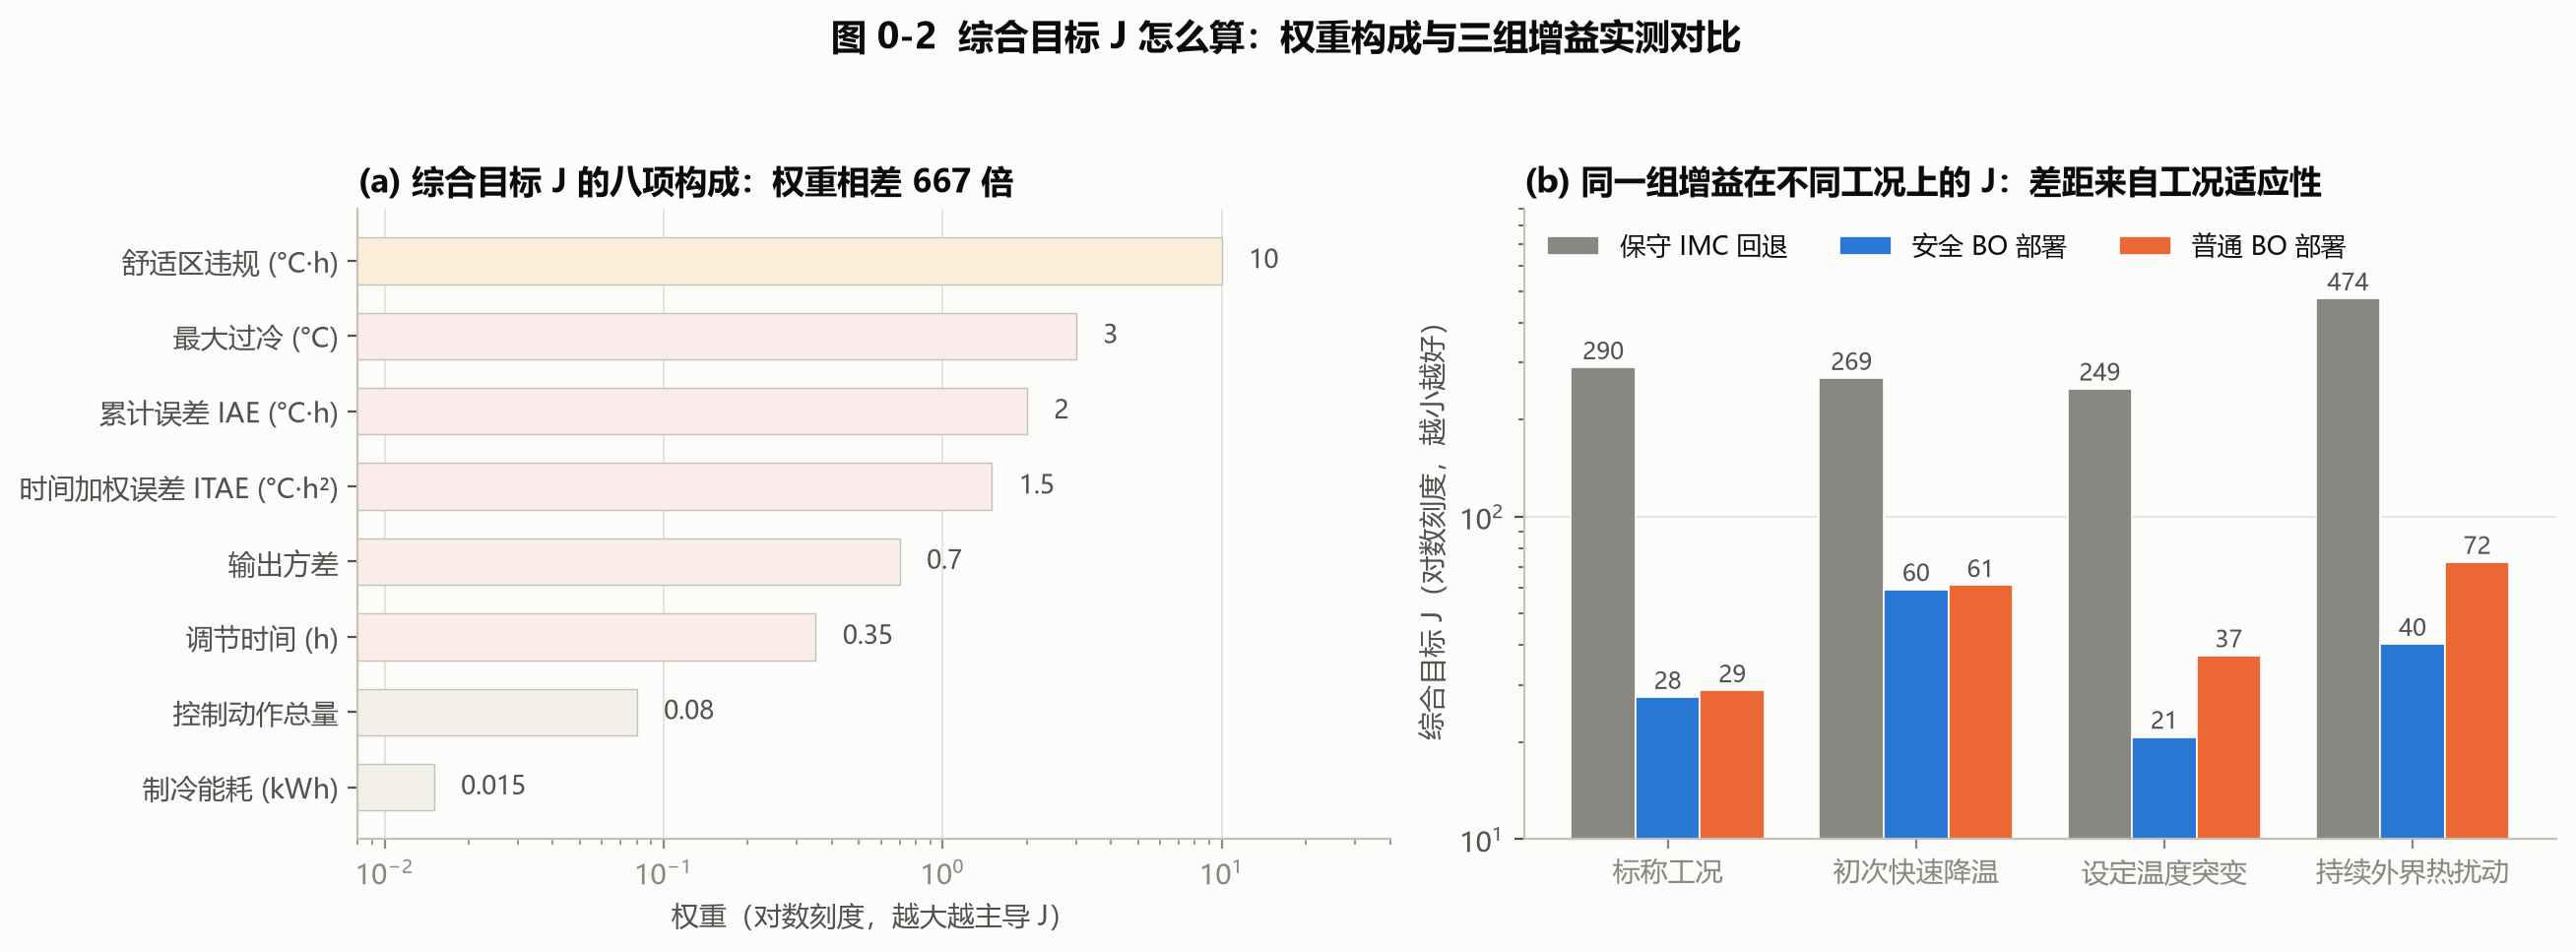 图 0-2 综合目标 J 怎么算：权重构成与三组增益实测对比
(a) 综合目标 J 的八项构成：权重相差 667 倍
舒适区违规 (°C·h)
10
最大过冷 (°C)
3
累计误差 IAE (°C·h)
2
时间加权误差 ITAE (°C·h²)
1.5
输出方差
0.7
调节时间 (h)
0.35
控制动作总量
0.08
制冷能耗 (kWh)
0.015
10⁻² 10⁻¹ 10⁰ 10¹
权重（对数刻度，越大越主导 J）
(b) 同一组增益在不同工况上的 J：差距来自工况适应性
保守 IMC 回退 安全 BO 部署 普通 BO 部署
综合目标 J（对数刻度，越小越好）
10²
10¹
290 28 29
269 60 61
249 21 37
474 40 72
标称工况 初次快速降温 设定温度突变 持续外界热扰动